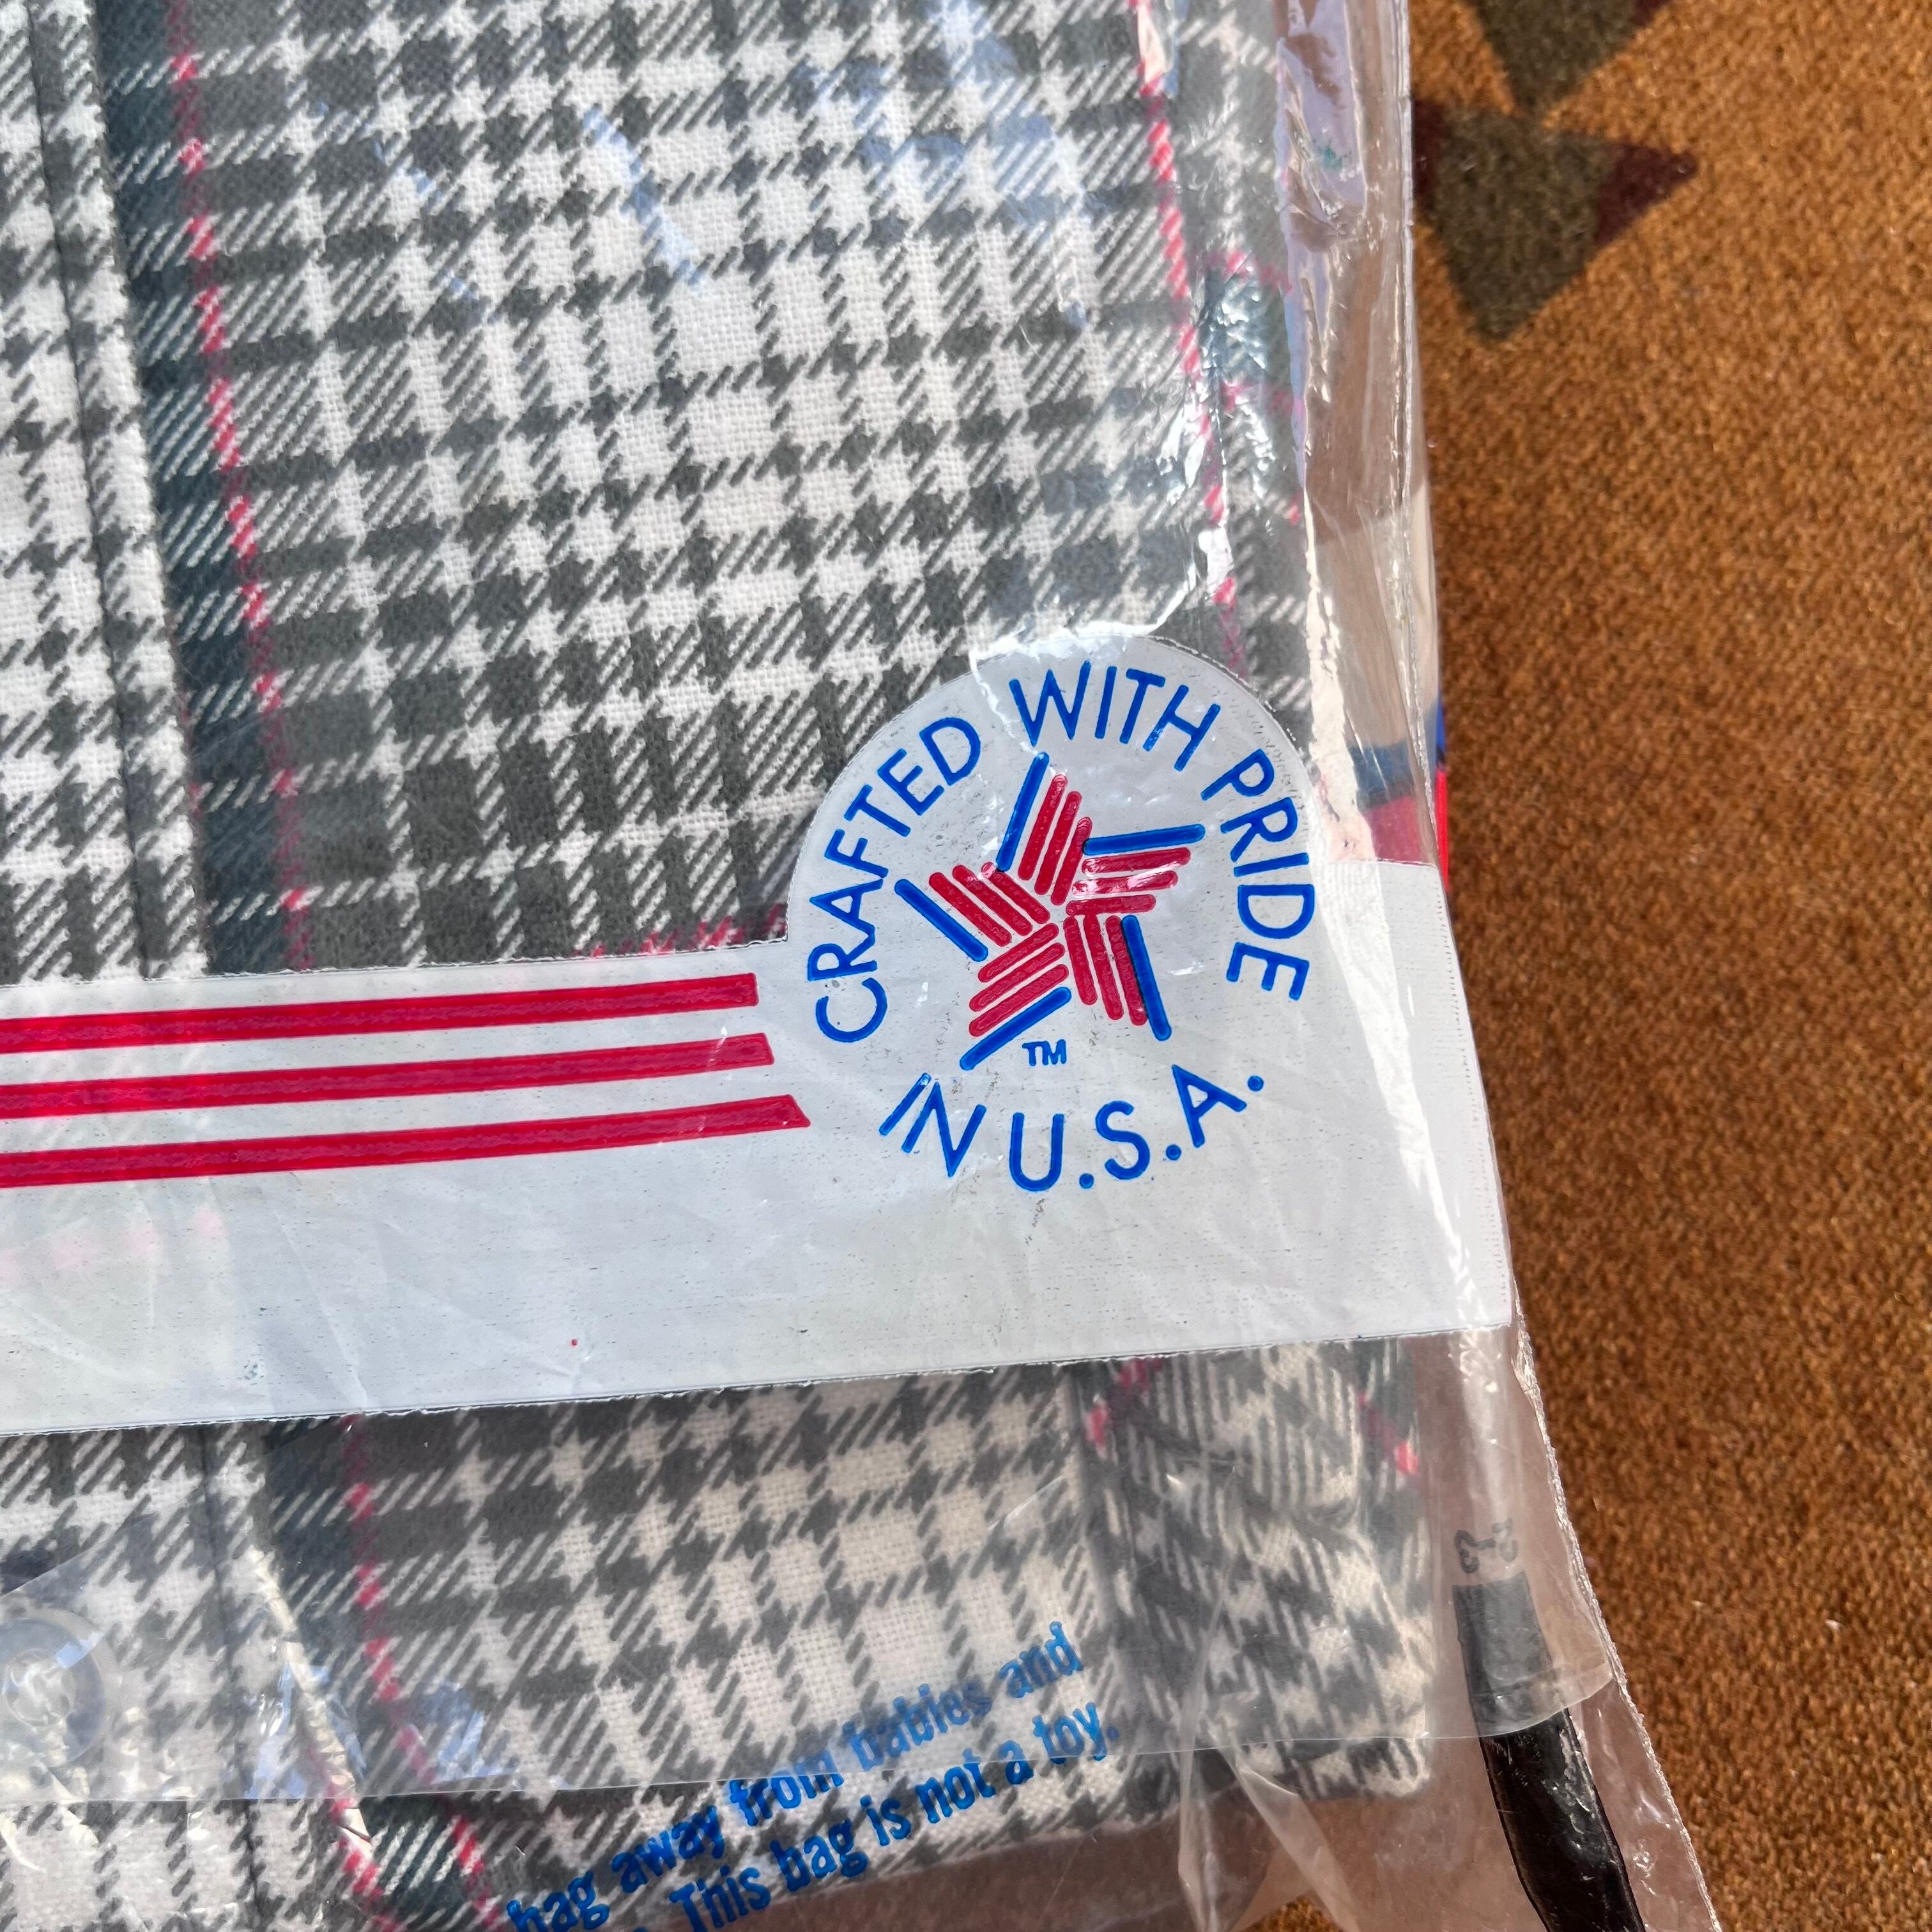 CRAFTED WITH PRIDE
TM
IN U.S.A.
bag away from babies and
This bag is not a toy.